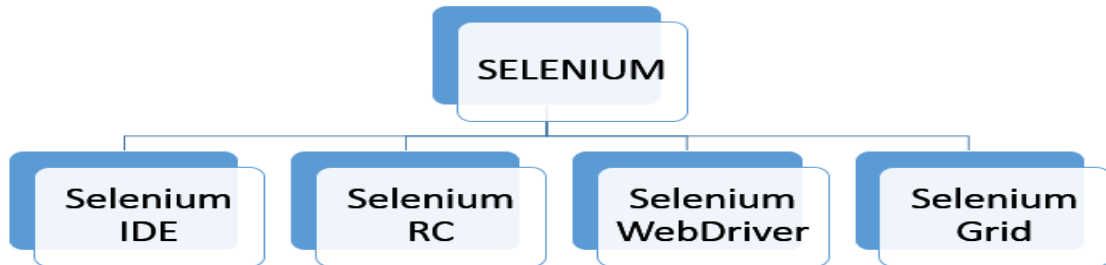 SELENIUM
Selenium
IDE
Selenium
RC
Selenium
WebDriver
Selenium
Grid